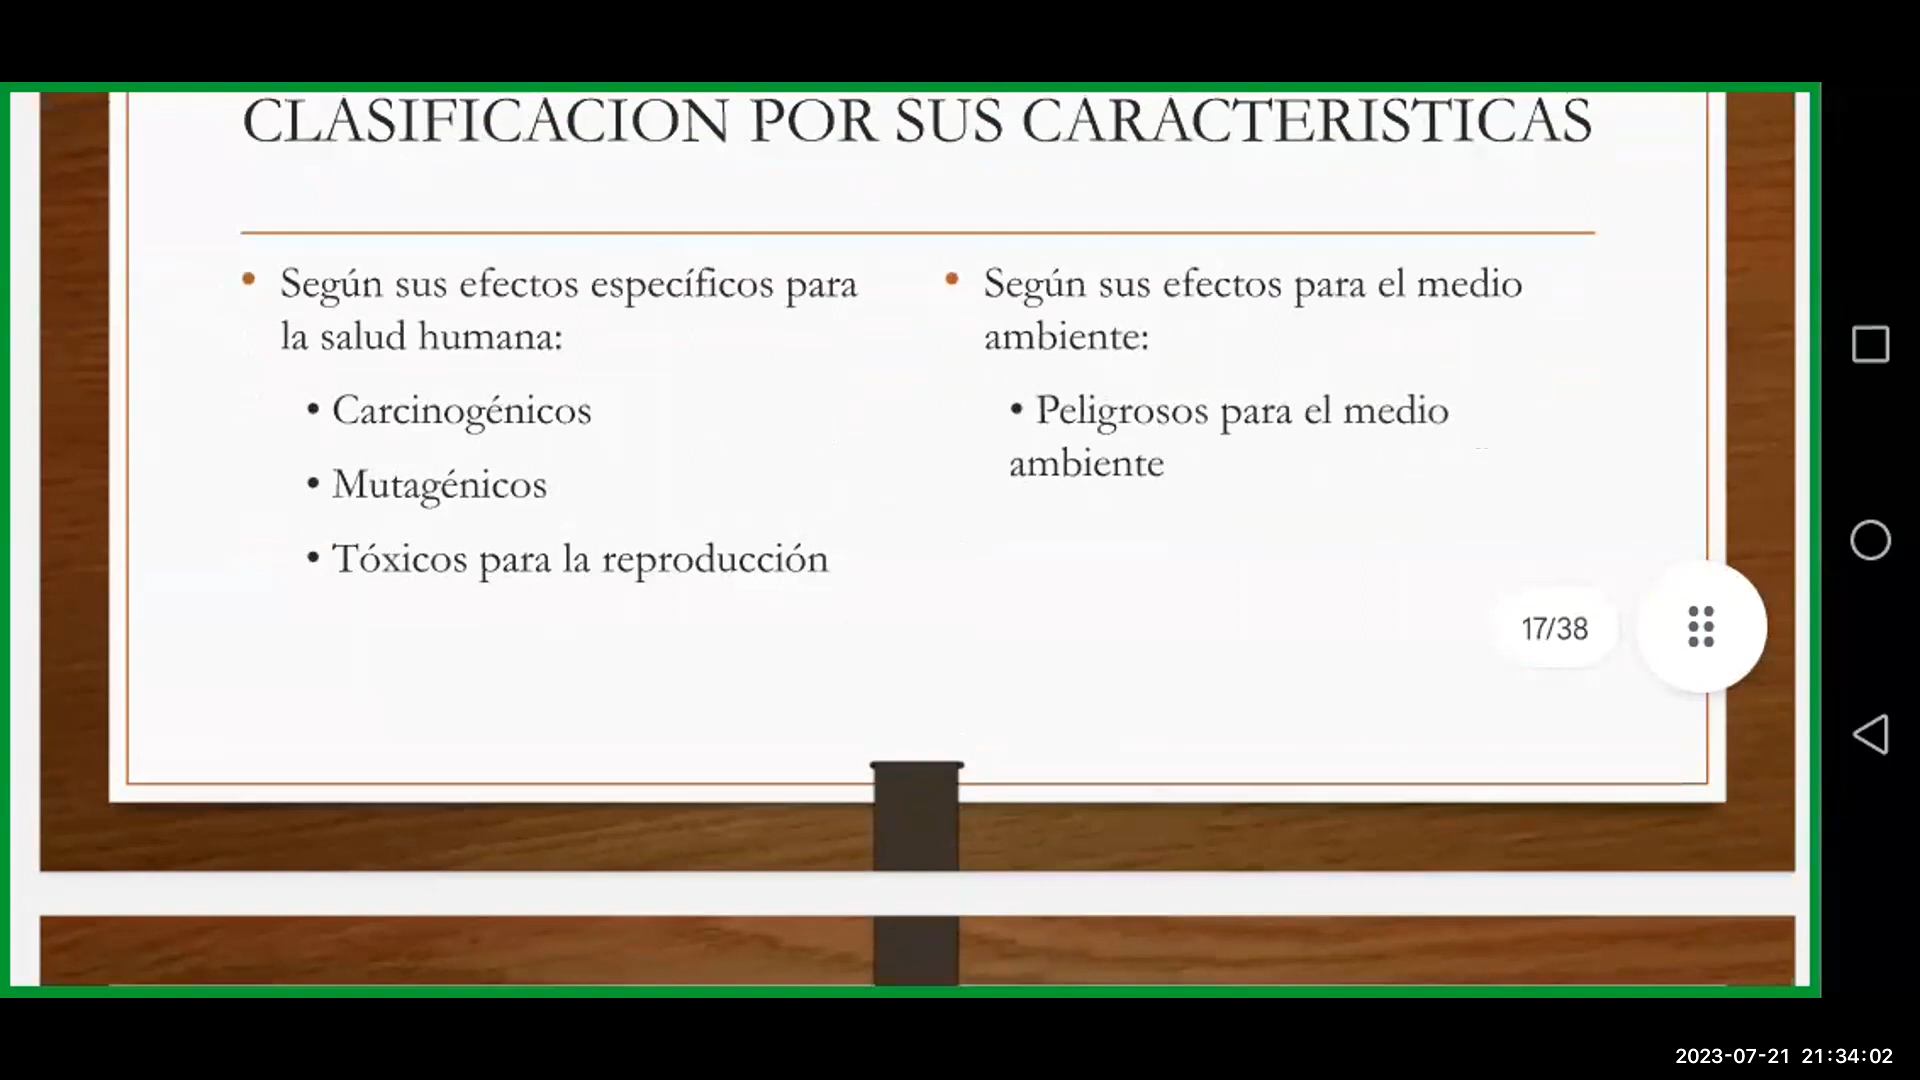 CLASIFICACION POR SUS CARACTERISTICAS
• Según sus efectos específicos para
la salud humana:
• Carcinogénicos
• Mutagénicos
• Tóxicos para la reproducción
• Según sus efectos para el medio
ambiente:
• Peligrosos para el medio
ambiente
17/38
2023-07-21 21:34:02